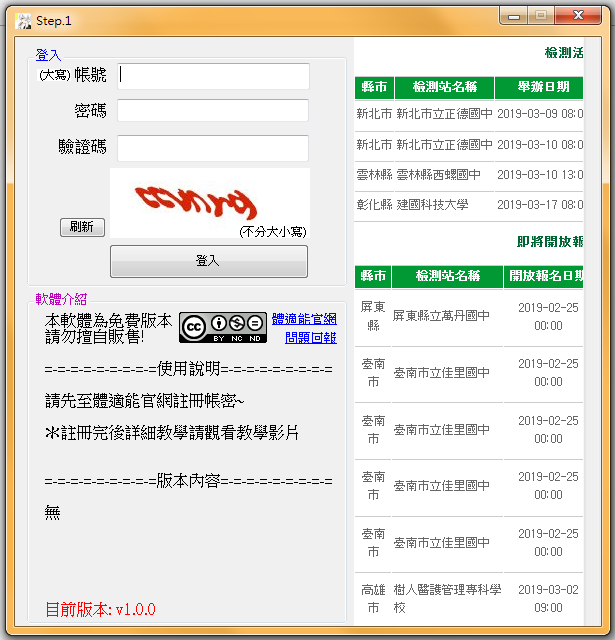 Step.1
登入
(大寫) 帳號
密碼
驗證碼
刷新
(不分大小寫)
登入
軟體介紹
本軟體為免費版本
請勿擅自販售!
CC
BY NC ND
體適能官網
問題回報
=-=-=-=-=-=-=-=-=-=-=使用說明=-=-=-=-=-=-=-=-=-=-=
請先至體適能官網註冊帳密~
＊註冊完後詳細教學請觀看教學影片
=-=-=-=-=-=-=-=-=-=-=版本內容=-=-=-=-=-=-=-=-=-=-=
無
目前版本: v1.0.0
檢測活
縣市 檢測站名稱 舉辦日期
新北市 新北市立正德國中 2019-03-09 08:0
新北市 新北市立正德國中 2019-03-10 08:0
雲林縣 雲林縣西螺國中 2019-03-10 13:0
彰化縣 建國科技大學 2019-03-17 08:0
即將開放報
縣市 檢測站名稱 開放報名日期
屏東縣 屏東縣立萬丹國中 2019-02-25 00:00
臺南市 臺南市立佳里國中 2019-02-25 00:00
臺南市 臺南市立佳里國中 2019-02-25 00:00
臺南市 臺南市立佳里國中 2019-02-25 00:00
臺南市 臺南市立佳里國中 2019-02-25 00:00
高雄市 樹人醫護管理專科學校 2019-03-02 09:00